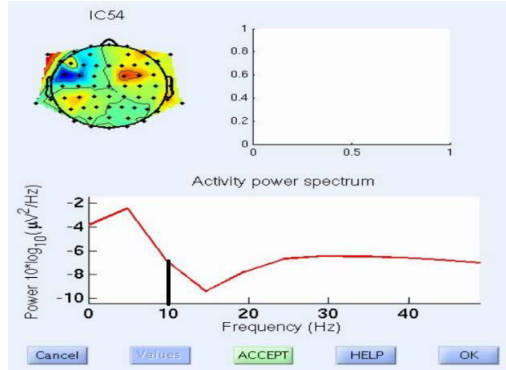 IC54
1
0.8
0.6
0.4
0.2
0
0 0.5 1
Activity power spectrum
Power 10*log10(µV2/Hz)
-2
-4
-6
-8
-10
0 10 20 30 40
Frequency (Hz)
Cancel Values ACCEPT HELP OK